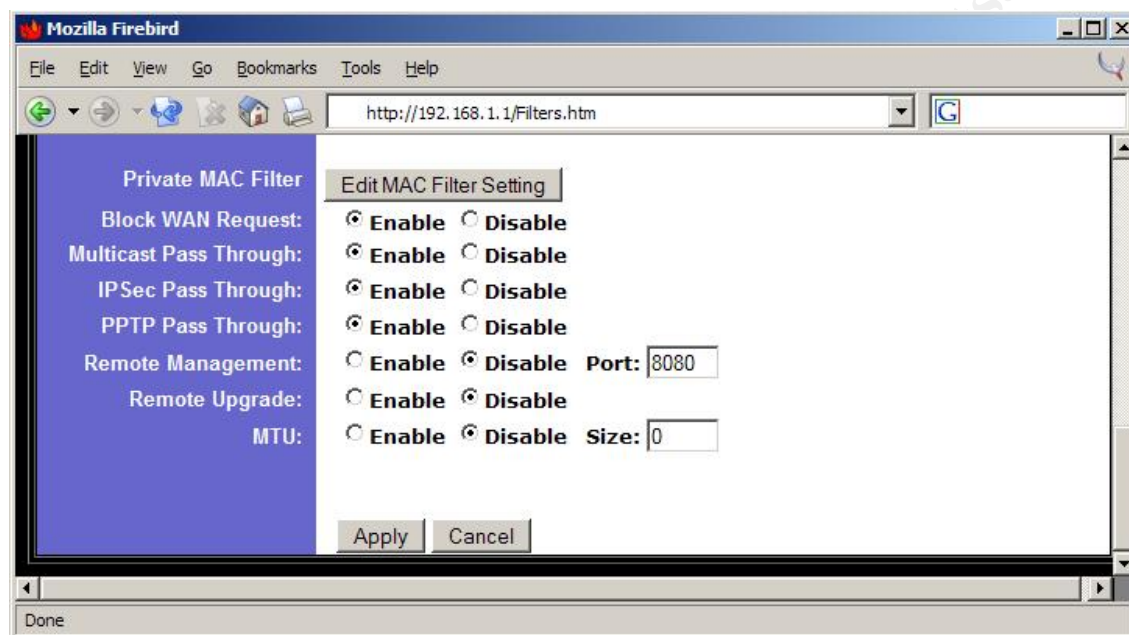 Mozilla Firebird
File Edit View Go Bookmarks Tools Help
http://192.168.1.1/Filters.htm
G
Private MAC Filter Edit MAC Filter Setting
Block WAN Request: Enable Disable
Multicast Pass Through: Enable Disable
IPSec Pass Through: Enable Disable
PPTP Pass Through: Enable Disable
Remote Management: Enable Disable Port: 8080
Remote Upgrade: Enable Disable
MTU: Enable Disable Size: 0
Apply Cancel
Done